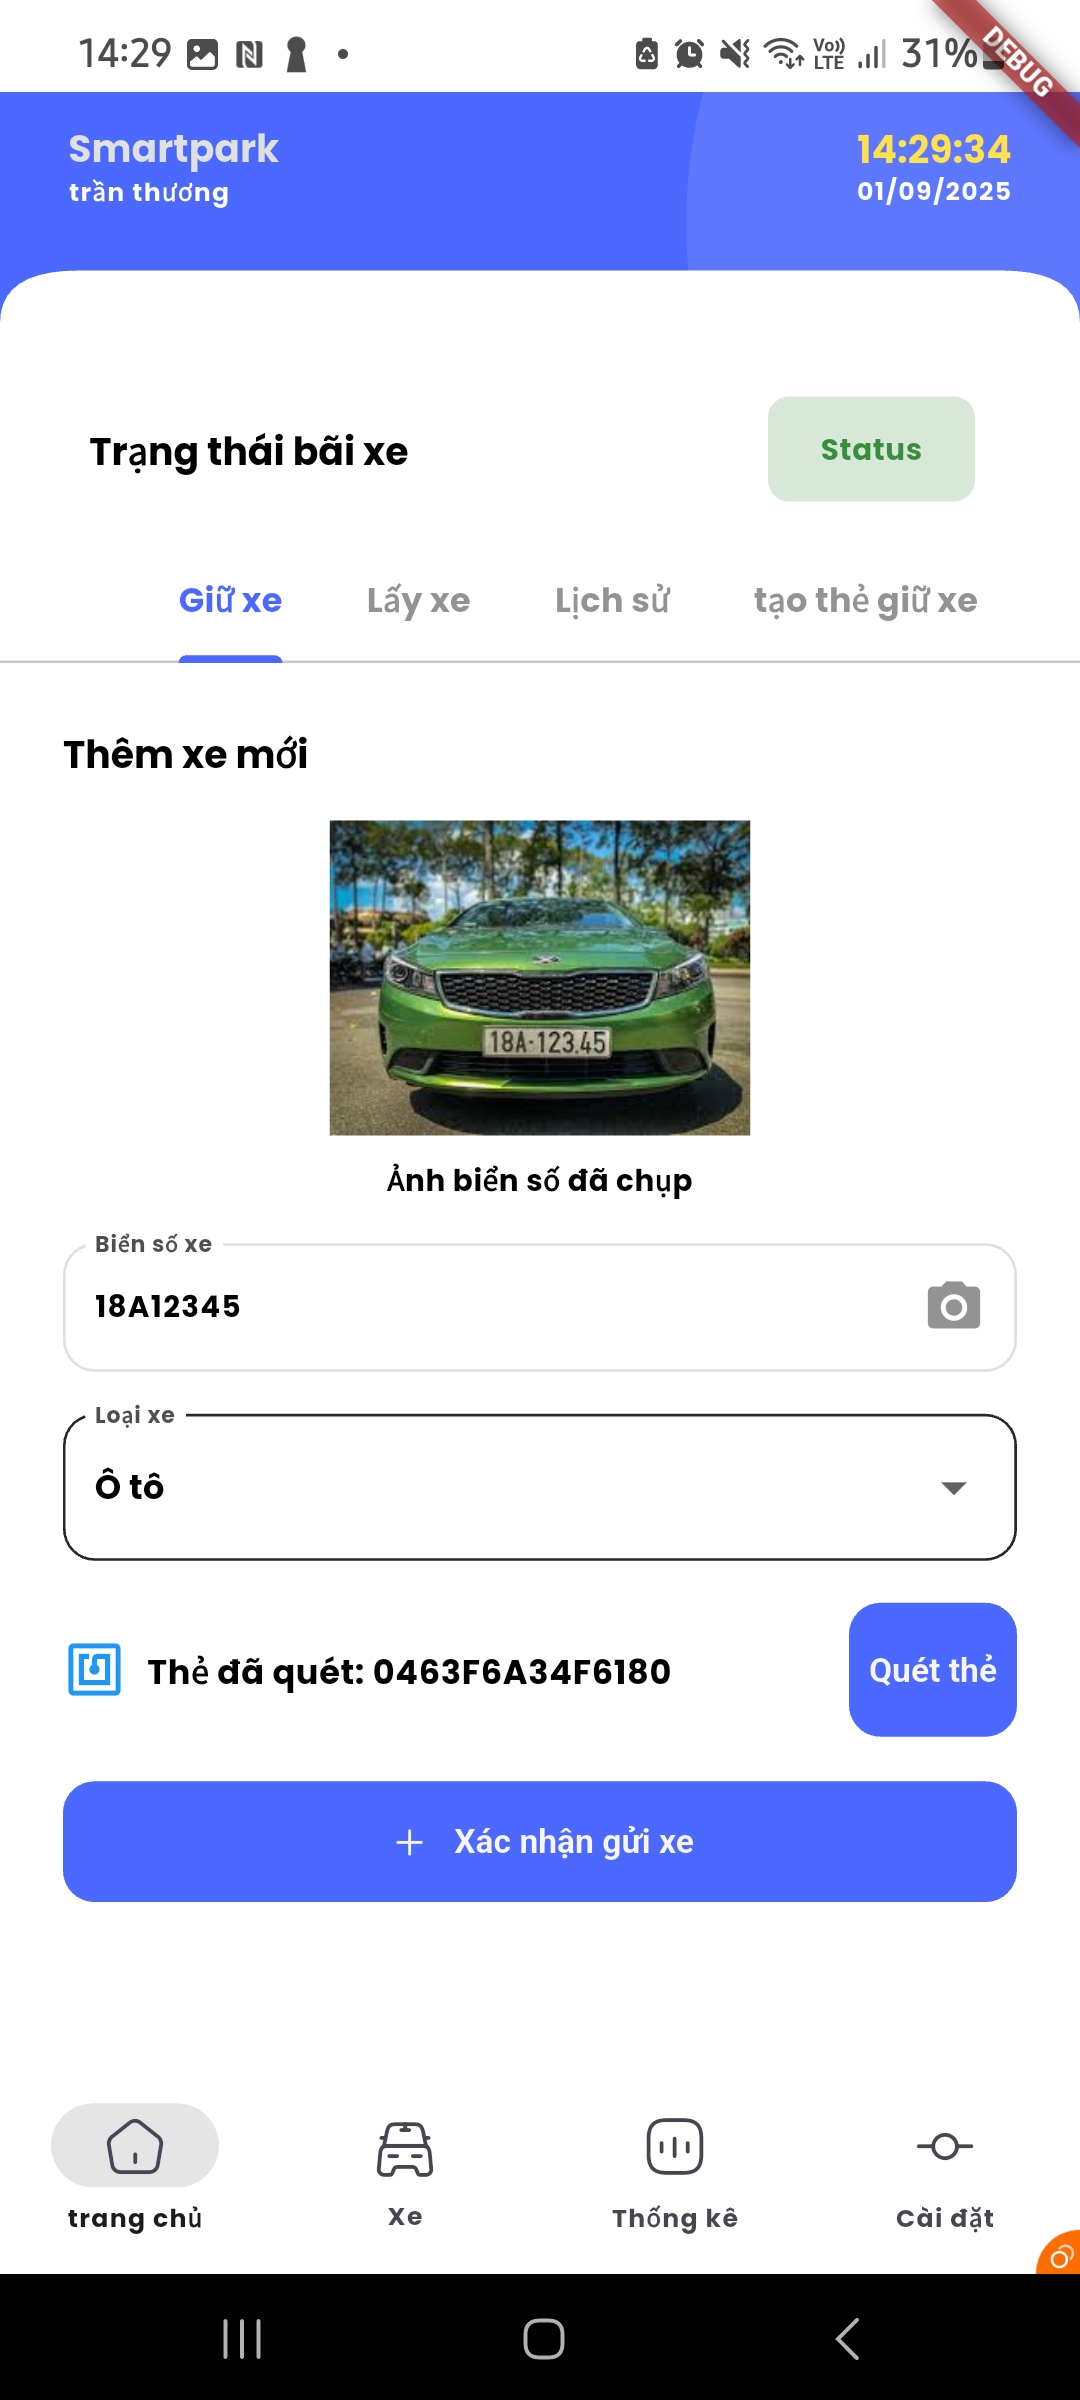 14:29
Vo)) LTE
31%
DEBUG
Smartpark
14:29:34
trần thương
01/09/2025
Trạng thái bãi xe
Status
Giữ xe
Lấy xe
Lịch sử
tạo thẻ giữ xe
Thêm xe mới
18A-123.45
Ảnh biển số đã chụp
Biển số xe
18A12345
Loại xe
Ô tô
Thẻ đã quét: 0463F6A34F6180
Quét thẻ
Xác nhận gửi xe
trang chủ
Xe
Thống kê
Cài đặt